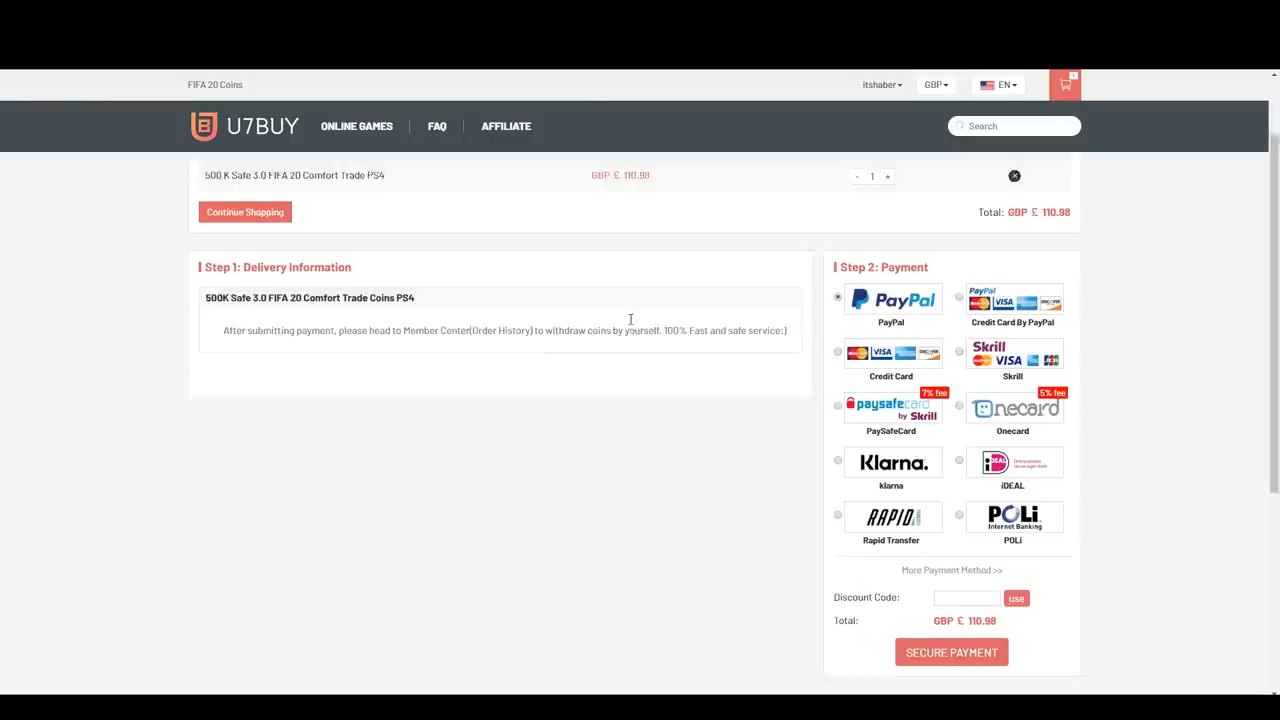 FIFA 20 Coins
itshaber
GBP
EN
1
U7BUY
ONLINE GAMES
FAQ
AFFILIATE
Search
500 K Safe 3.0 FIFA 20 Comfort Trade PS4
GBP £ 110.98
- 1 +
Continue Shopping
Total: GBP £ 110.98
Step 1: Delivery Information
500K Safe 3.0 FIFA 20 Comfort Trade Coins PS4
After submitting payment, please head to Member Center(Order History) to withdraw coins by yourself. 100% Fast and safe service:)
Step 2: Payment
PayPal
PayPal
VISA
PayPal
Credit Card By PayPal
VISA
Skrill
VISA
Credit Card
Skrill
7% fee
5% fee
paysafecard
by Skrill
Onecard
PaySafeCard
Onecard
Klarna.
iDEAL
klarna
iDEAL
RAPID
POLi
Internet Banking
Rapid Transfer
POLi
More Payment Method >>
Discount Code:
use
Total:
GBP £ 110.98
SECURE PAYMENT